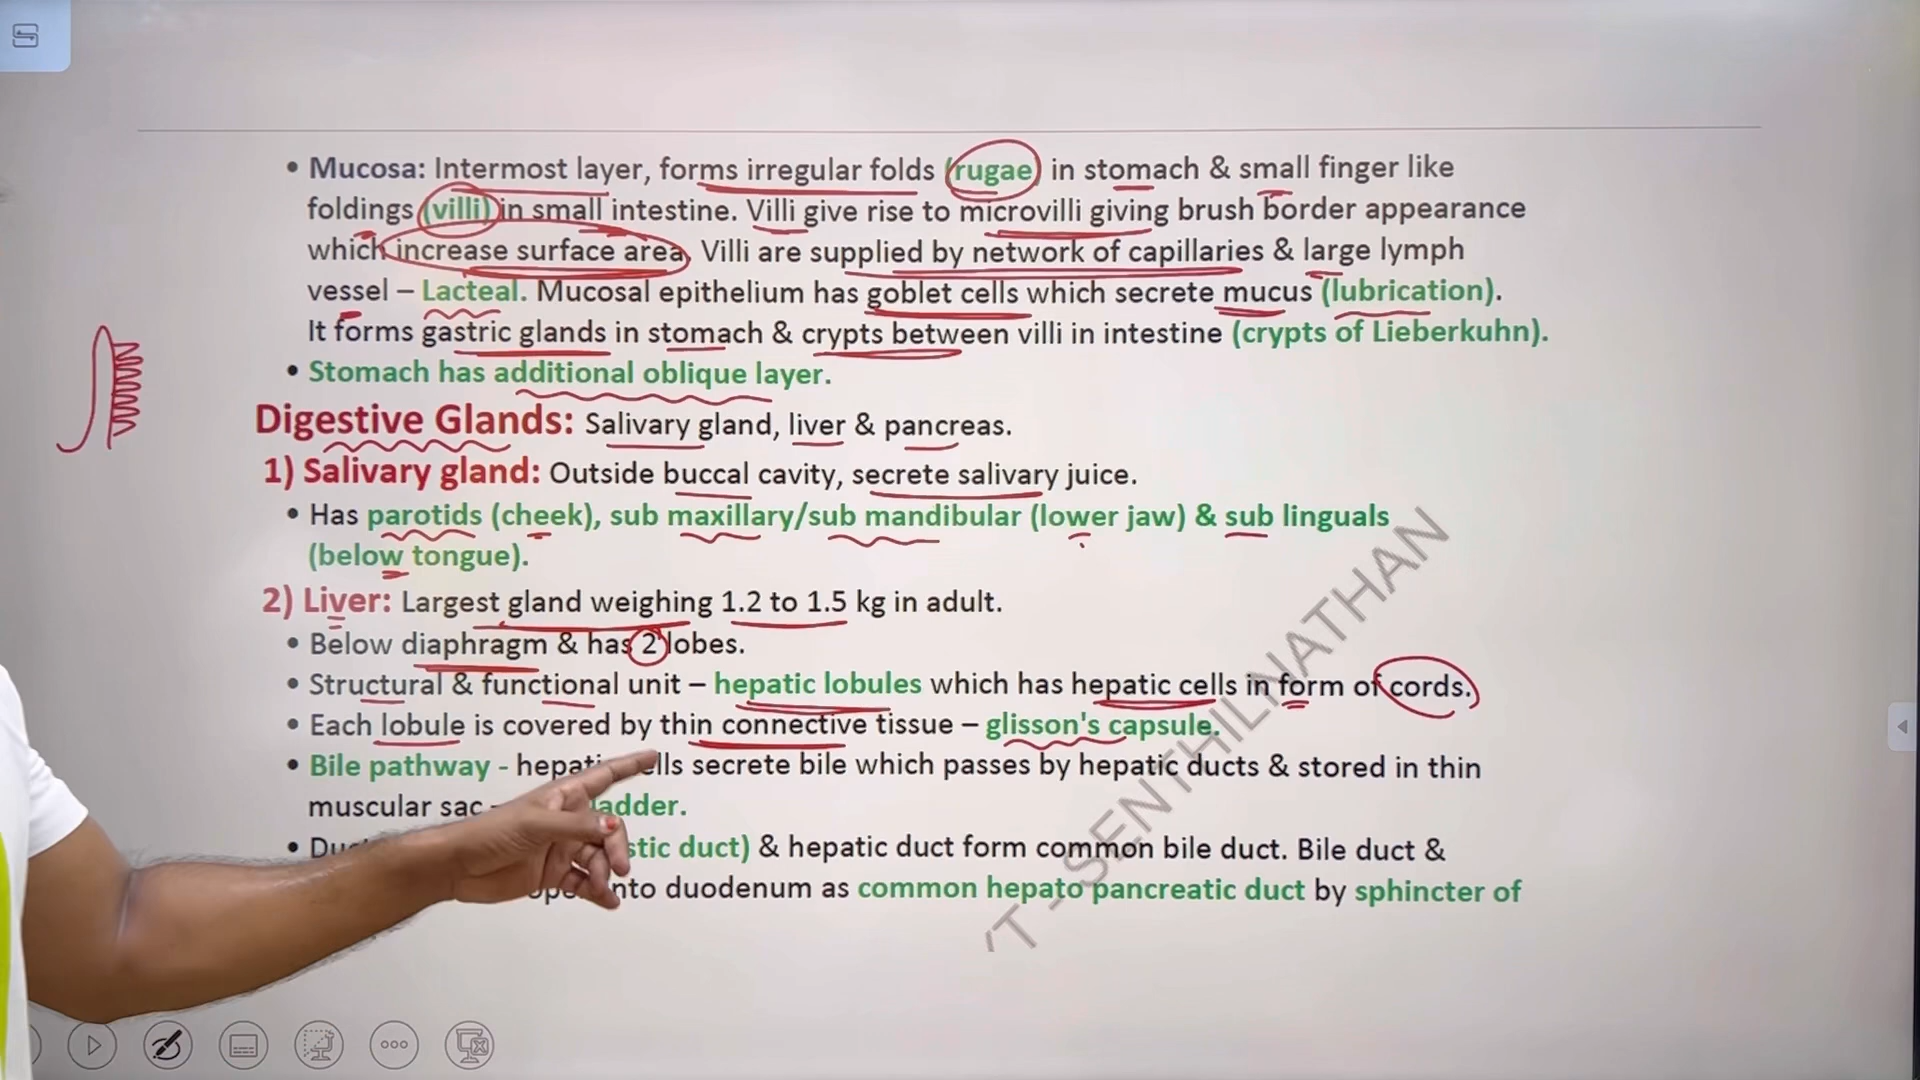 • Mucosa: Intermost layer, forms irregular folds (rugae) in stomach & small finger like
foldings (villi) in small intestine. Villi give rise to microvilli giving brush border appearance
which increase surface area. Villi are supplied by network of capillaries & large lymph
vessel – Lacteal. Mucosal epithelium has goblet cells which secrete mucus (lubrication).
It forms gastric glands in stomach & crypts between villi in intestine (crypts of Lieberkuhn).
• Stomach has additional oblique layer.
Digestive Glands: Salivary gland, liver & pancreas.
1) Salivary gland: Outside buccal cavity, secrete salivary juice.
• Has parotids (cheek), sub maxillary/sub mandibular (lower jaw) & sub linguals
(below tongue).
2) Liver: Largest gland weighing 1.2 to 1.5 kg in adult.
• Below diaphragm & has 2 lobes.
• Structural & functional unit – hepatic lobules which has hepatic cells in form of cords.
• Each lobule is covered by thin connective tissue – glisson's capsule.
• Bile pathway - secrete bile which passes by hepatic ducts & stored in thin
muscular sac
• duct) & hepatic duct form common bile duct. Bile duct &
duodenum as common hepato pancreatic duct by sphincter of
YT - SENTHILNATHAN